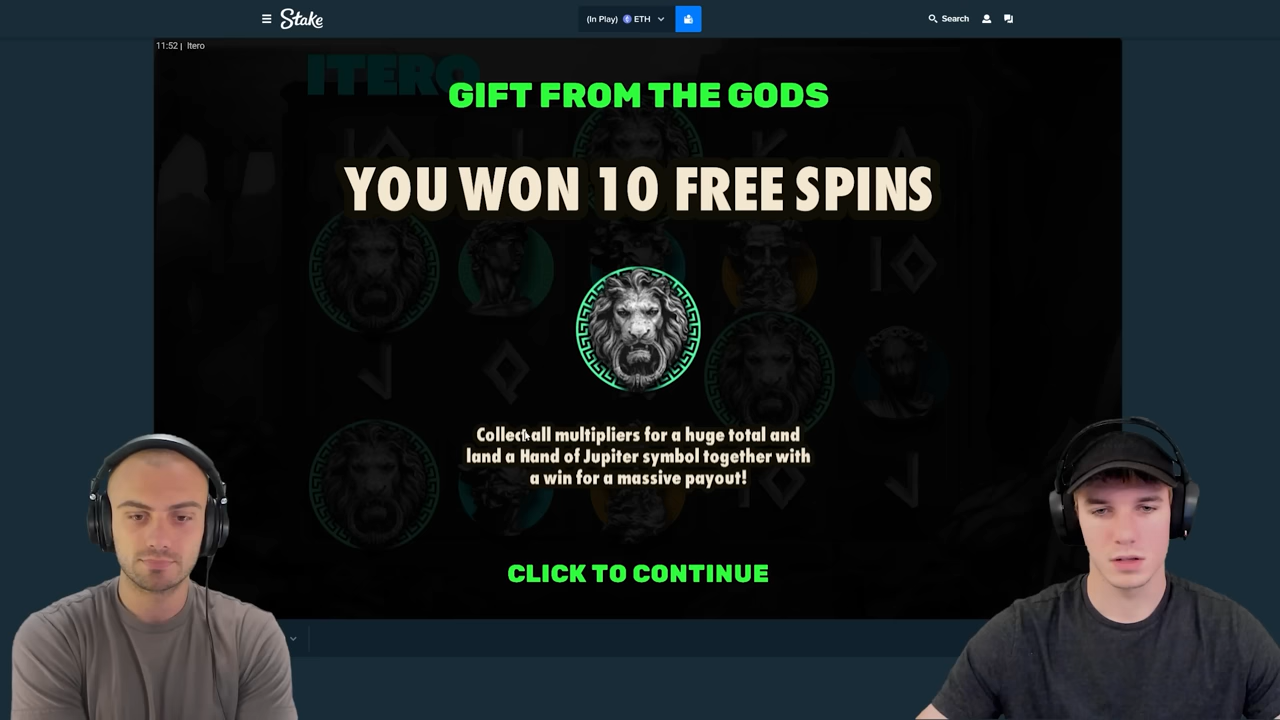 Stake
(In Play) ETH
Search
11:52 | Itero
ITERO
GIFT FROM THE GODS
YOU WON 10 FREE SPINS
Collect all multipliers for a huge total and
land a Hand of Jupiter symbol together with
a win for a massive payout!
CLICK TO CONTINUE